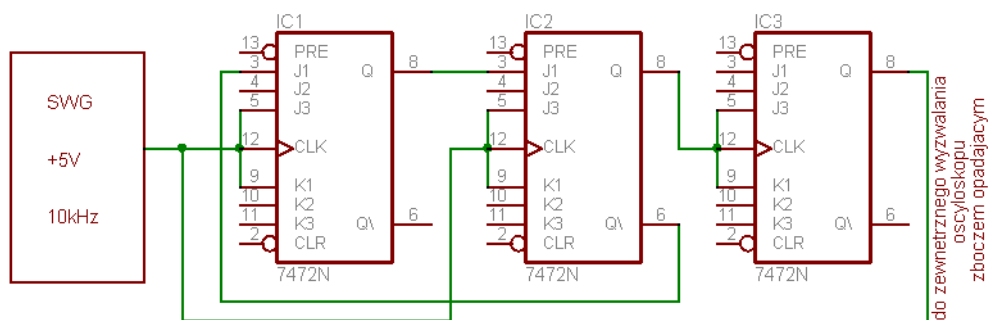 SWG
+5V
10kHz
IC1
13 PRE
3 J1 Q 8
4 J2
5 J3
12 CLK
9 K1
10 K2
11 K3 Q\ 6
2 CLR
7472N
IC2
13 PRE
3 J1 Q 8
4 J2
5 J3
12 CLK
9 K1
10 K2
11 K3 Q\ 6
2 CLR
7472N
IC3
13 PRE
3 J1 Q 8
4 J2
5 J3
12 CLK
9 K1
10 K2
11 K3 Q\ 6
2 CLR
7472N
do zewnetrznego wyzwalania
oscyloskopu
zboczem opadajacym